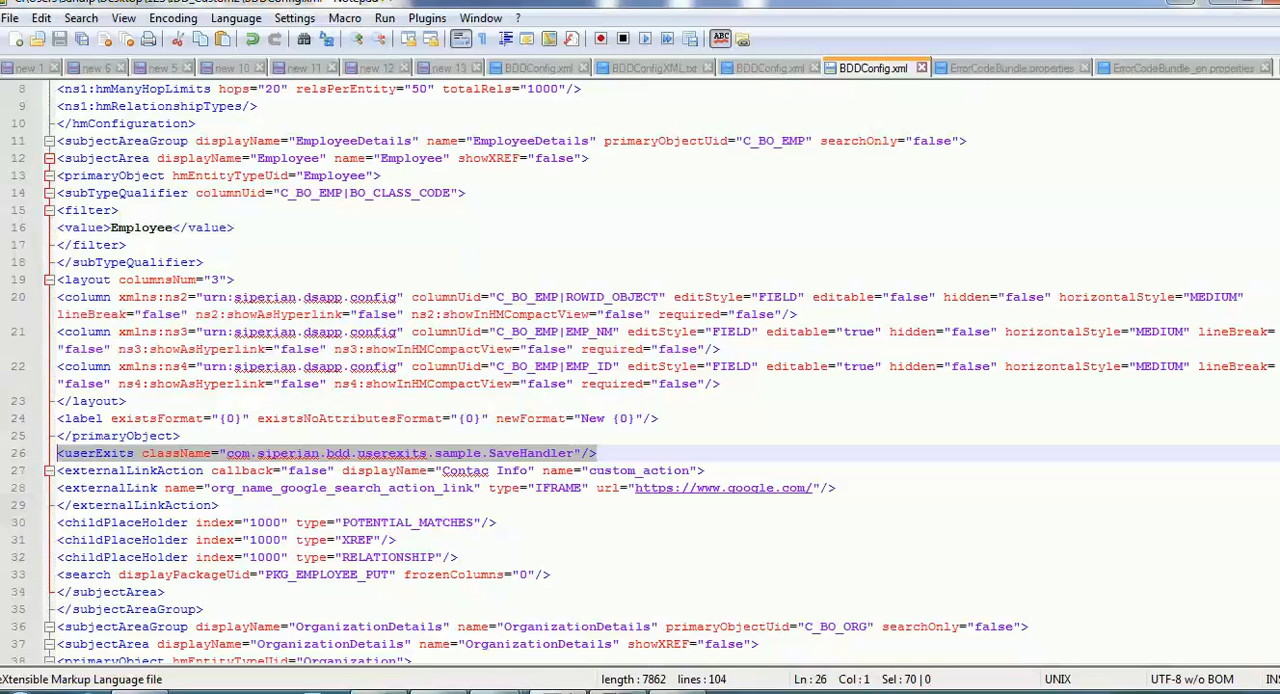 File Edit Search View Encoding Language Settings Macro Run Plugins Window ?
new 1 new 6 new 5 new 10 new 11 new 12 new 13 BDDConfig.xml BDDConfigXML.txt BDDConfig.xml BDDConfig.xml ErrorCodeBundle.properties ErrorCodeBundle_en.properties
8 <ns1:hmManyHopLimits hops="20" relsPerEntity="50" totalRels="1000"/>
9 <ns1:hmRelationshipTypes/>
10 </hmConfiguration>
11 <subjectAreaGroup displayName="EmployeeDetails" name="EmployeeDetails" primaryObjectUid="C_BO_EMP" searchOnly="false">
12 <subjectArea displayName="Employee" name="Employee" showXREF="false">
13 <primaryObject hmEntityTypeUid="Employee">
14 <subTypeQualifier columnUid="C_BO_EMP|BO_CLASS_CODE">
15 <filter>
16 <value>Employee</value>
17 </filter>
18 </subTypeQualifier>
19 <layout columnsNum="3">
20 <column xmlns:ns2="urn:siperian.dsapp.config" columnUid="C_BO_EMP|ROWID_OBJECT" editStyle="FIELD" editable="false" hidden="false" horizontalStyle="MEDIUM"
lineBreak="false" ns2:showAsHyperlink="false" ns2:showInHMCompactView="false" required="false"/>
21 <column xmlns:ns3="urn:siperian.dsapp.config" columnUid="C_BO_EMP|EMP_NM" editStyle="FIELD" editable="true" hidden="false" horizontalStyle="MEDIUM" lineBreak=
"false" ns3:showAsHyperlink="false" ns3:showInHMCompactView="false" required="false"/>
22 <column xmlns:ns4="urn:siperian.dsapp.config" columnUid="C_BO_EMP|EMP_ID" editStyle="FIELD" editable="true" hidden="false" horizontalStyle="MEDIUM" lineBreak=
"false" ns4:showAsHyperlink="false" ns4:showInHMCompactView="false" required="false"/>
23 </layout>
24 <label existsFormat="{0}" existsNoAttributesFormat="{0}" newFormat="New {0}"/>
25 </primaryObject>
26 <userExits className="com.siperian.bdd.userexits.sample.SaveHandler"/>
27 <externalLinkAction callback="false" displayName="Contac Info" name="custom_action">
28 <externalLink name="org_name_google_search_action_link" type="IFRAME" url="https://www.google.com/"/>
29 </externalLinkAction>
30 <childPlaceHolder index="1000" type="POTENTIAL_MATCHES"/>
31 <childPlaceHolder index="1000" type="XREF"/>
32 <childPlaceHolder index="1000" type="RELATIONSHIP"/>
33 <search displayPackageUid="PKG_EMPLOYEE_PUT" frozenColumns="0"/>
34 </subjectArea>
35 </subjectAreaGroup>
36 <subjectAreaGroup displayName="OrganizationDetails" name="OrganizationDetails" primaryObjectUid="C_BO_ORG" searchOnly="false">
37 <subjectArea displayName="OrganizationDetails" name="OrganizationDetails" showXREF="false">
38 <primaryObject hmEntityTypeUid="Organization">
eXtensible Markup Language file length : 7862 lines : 104 Ln : 26 Col : 1 Sel : 70 | 0 UNIX UTF-8 w/o BOM INS